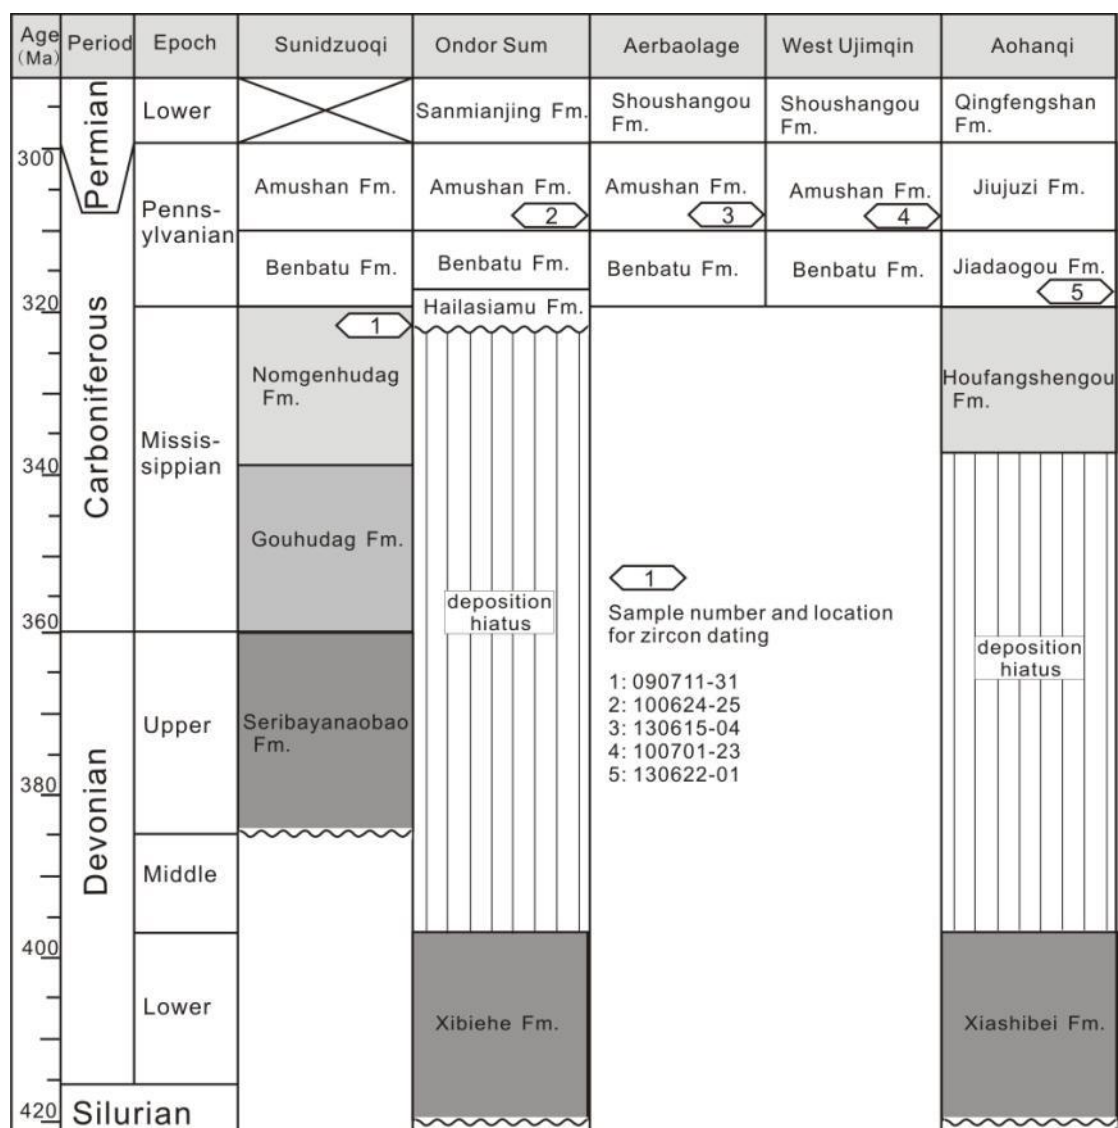 Age
(Ma)
Period
Epoch
Sunidzuoqi
Ondor Sum
Aerbaolage
West Ujimqin
Aohanqi
Permian
Lower
Sanmianjing Fm.
Shoushangou
Fm.
Shoushangou
Fm.
Qingfengshan
Fm.
300
Penns-
ylvanian
Amushan Fm.
Amushan Fm.
2
Amushan Fm.
3
Amushan Fm.
4
Jiujuzi Fm.
Benbatu Fm.
Benbatu Fm.
Benbatu Fm.
Benbatu Fm.
Jiadaogou Fm.
5
320
Carboniferous
Hailasiamu Fm.
1
Nomgenhudag
Fm.
Houfangshengou
Fm.
Missis-
sippian
340
Gouhudag Fm.
deposition
hiatus
1
Sample number and location
for zircon dating
1: 090711-31
2: 100624-25
3: 130615-04
4: 100701-23
5: 130622-01
deposition
hiatus
360
Devonian
Upper
Seribayanaobao
Fm.
380
Middle
400
Lower
Xibiehe Fm.
Xiashibei Fm.
420
Silurian